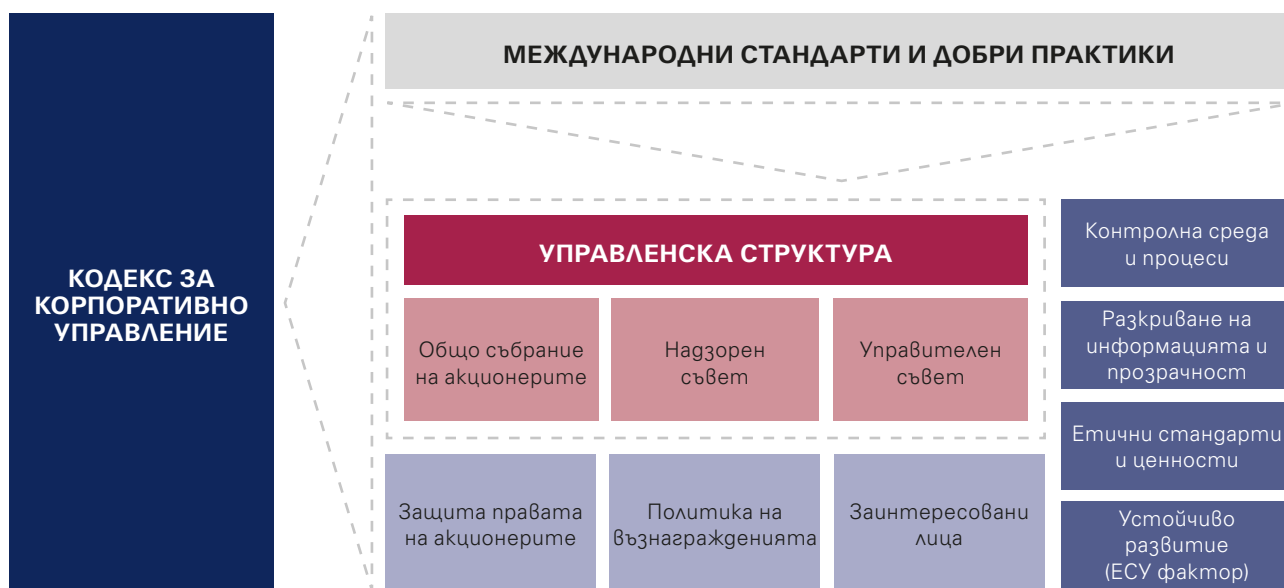 КОДЕКС ЗА
КОРПОРАТИВНО
УПРАВЛЕНИЕ
МЕЖДУНАРОДНИ СТАНДАРТИ И ДОБРИ ПРАКТИКИ
УПРАВЛЕНСКА СТРУКТУРА
Общо събрание
на акционерите
Надзорен
съвет
Управителен
съвет
Защита правата
на акционерите
Политика на
възнагражденията
Заинтересовани
лица
Контролна среда
и процеси
Разкриване на
информацията и
прозрачност
Етични стандарти
и ценности
Устойчиво
развитие
(ЕСУ фактор)